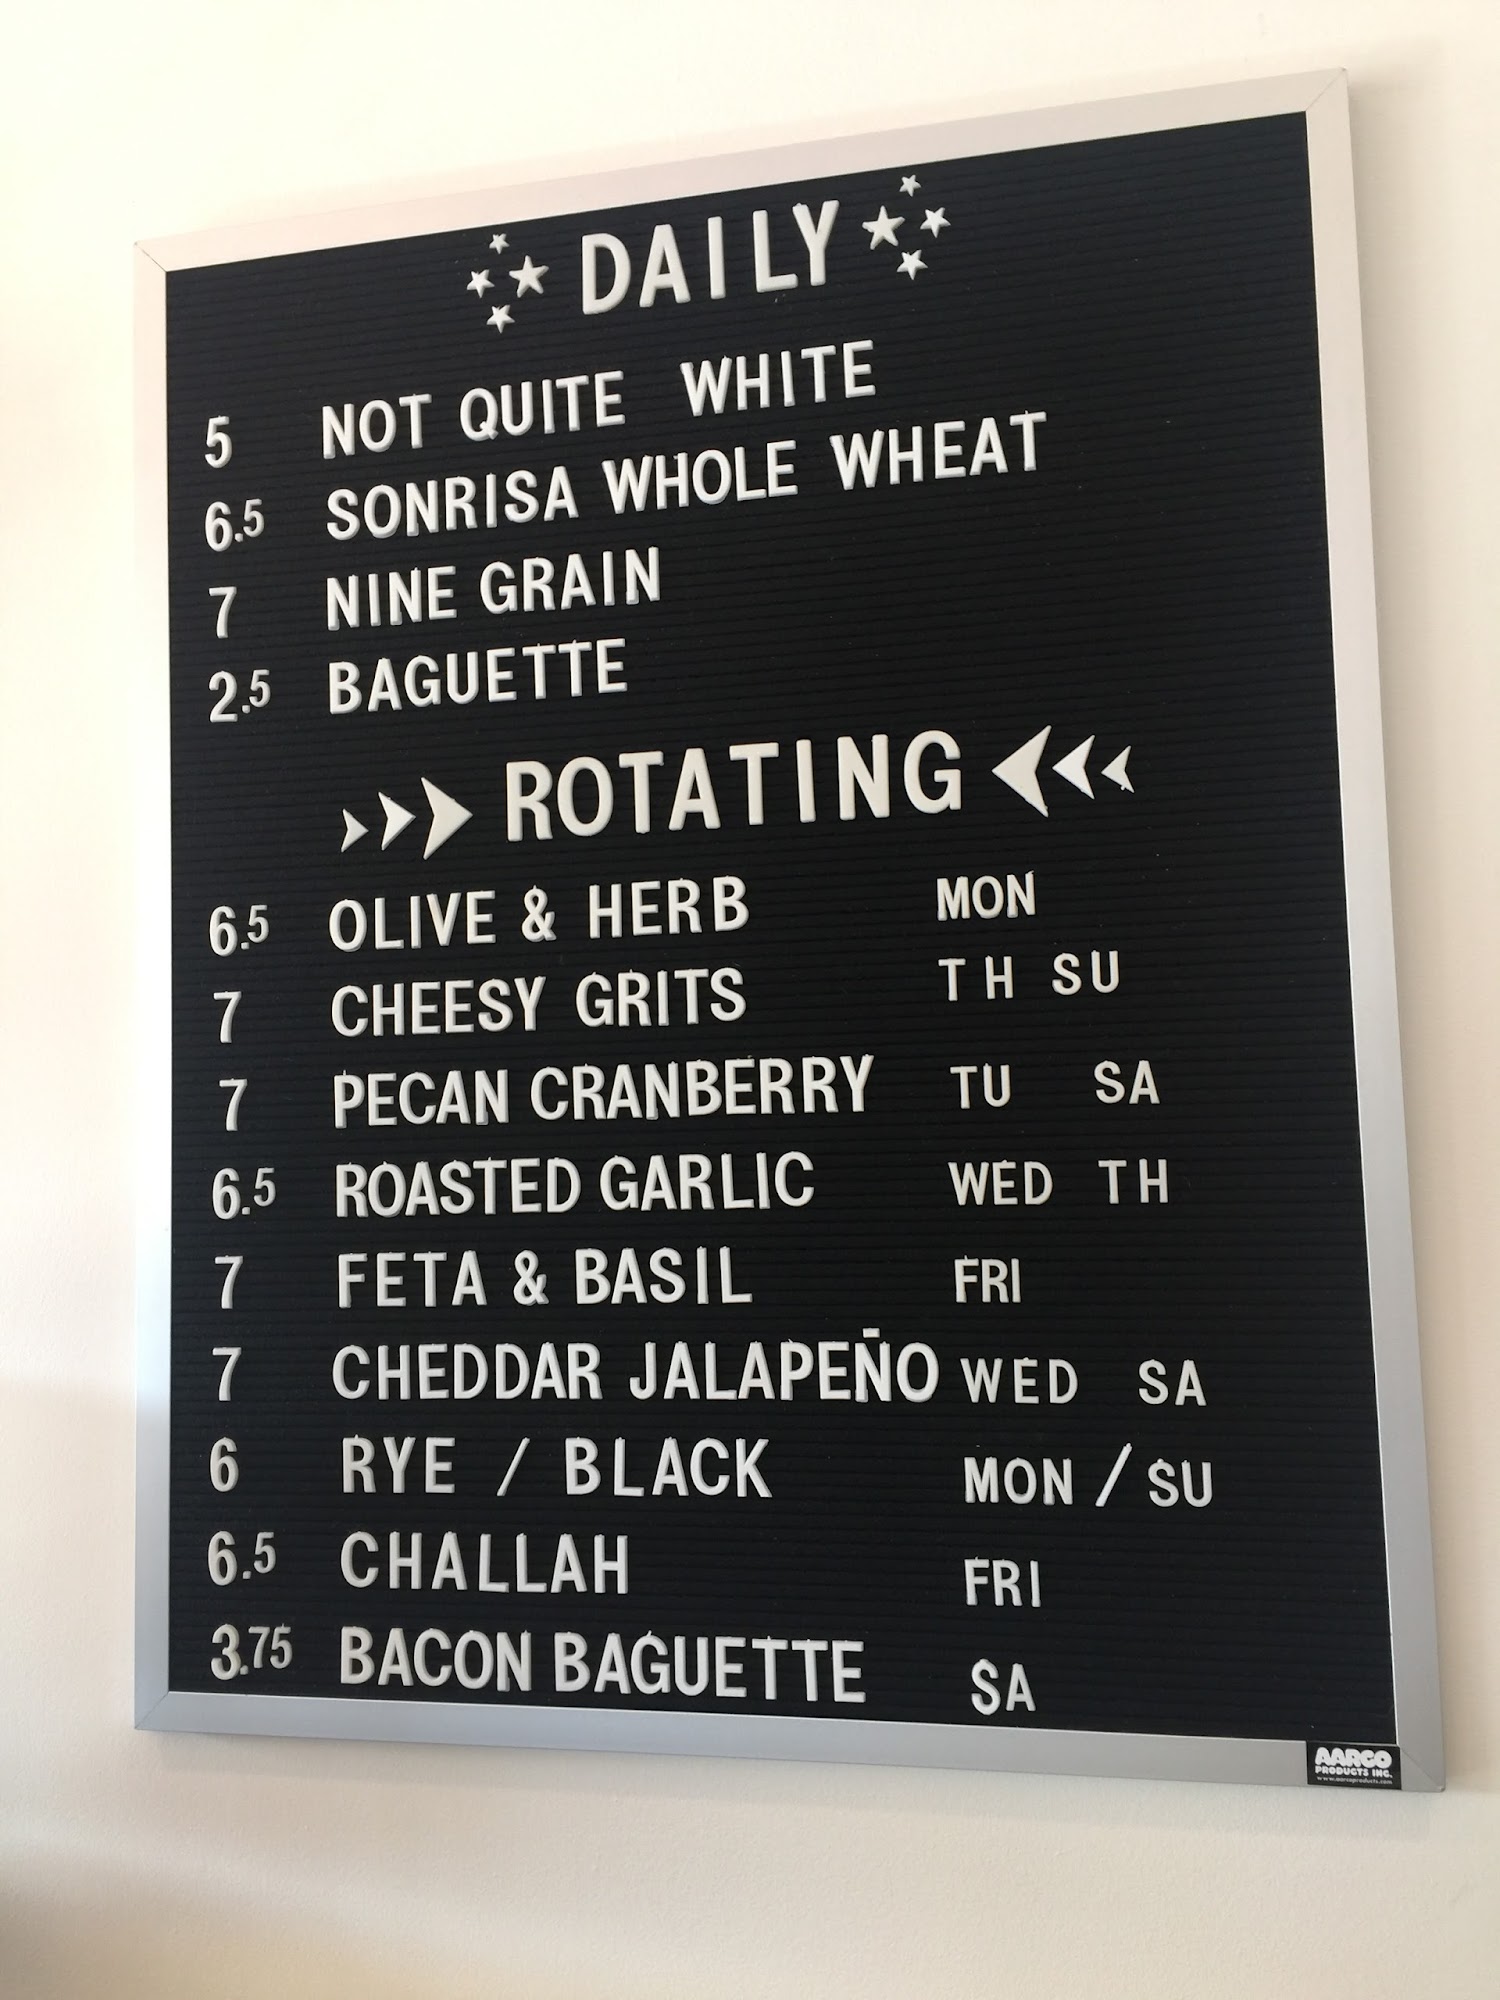 DAILY
5 NOT QUITE WHITE
6.5 SONRISA WHOLE WHEAT
7 NINE GRAIN
2.5 BAGUETTE
ROTATING
6.5 OLIVE & HERB MON
7 CHEESY GRITS TH SU
7 PECAN CRANBERRY TU SA
6.5 ROASTED GARLIC WED TH
7 FETA & BASIL FRI
7 CHEDDAR JALAPEÑO WED SA
6 RYE / BLACK MON / SU
6.5 CHALLAH FRI
3.75 BACON BAGUETTE SA
AARCO
PRODUCTS INC.
www.aarcoproducts.com